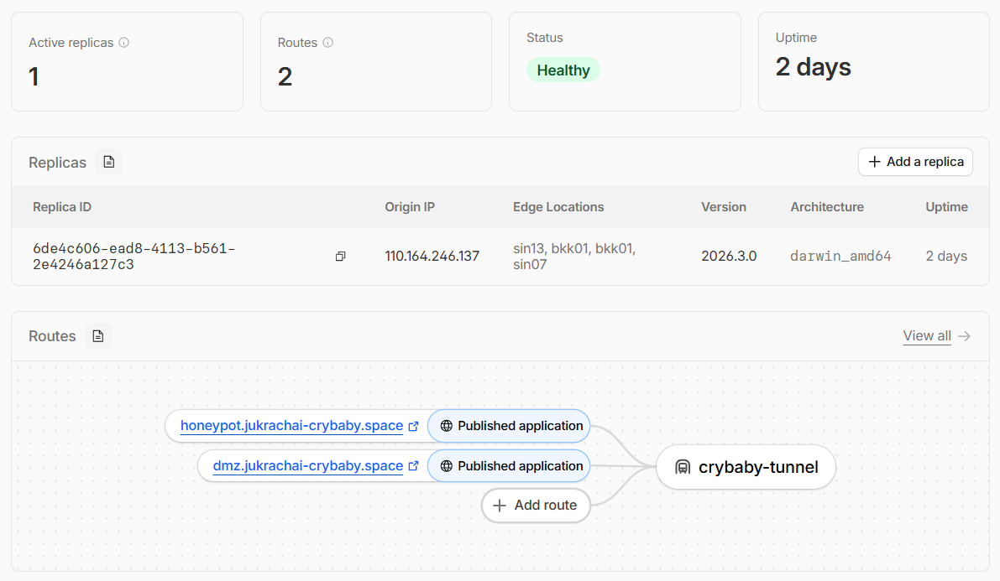 Active replicas
1
Routes
2
Status
Healthy
Uptime
2 days
Replicas
Add a replica
Replica ID Origin IP Edge Locations Version Architecture Uptime
6de4c606-ead8-4113-b561-
2e4246a127c3
110.164.246.137
sin13, bkk01, bkk01,
sin07
2026.3.0
darwin_amd64
2 days
Routes
View all
honeypot.jukrachai-crybaby.space Published application
dmz.jukrachai-crybaby.space Published application
Add route
crybaby-tunnel